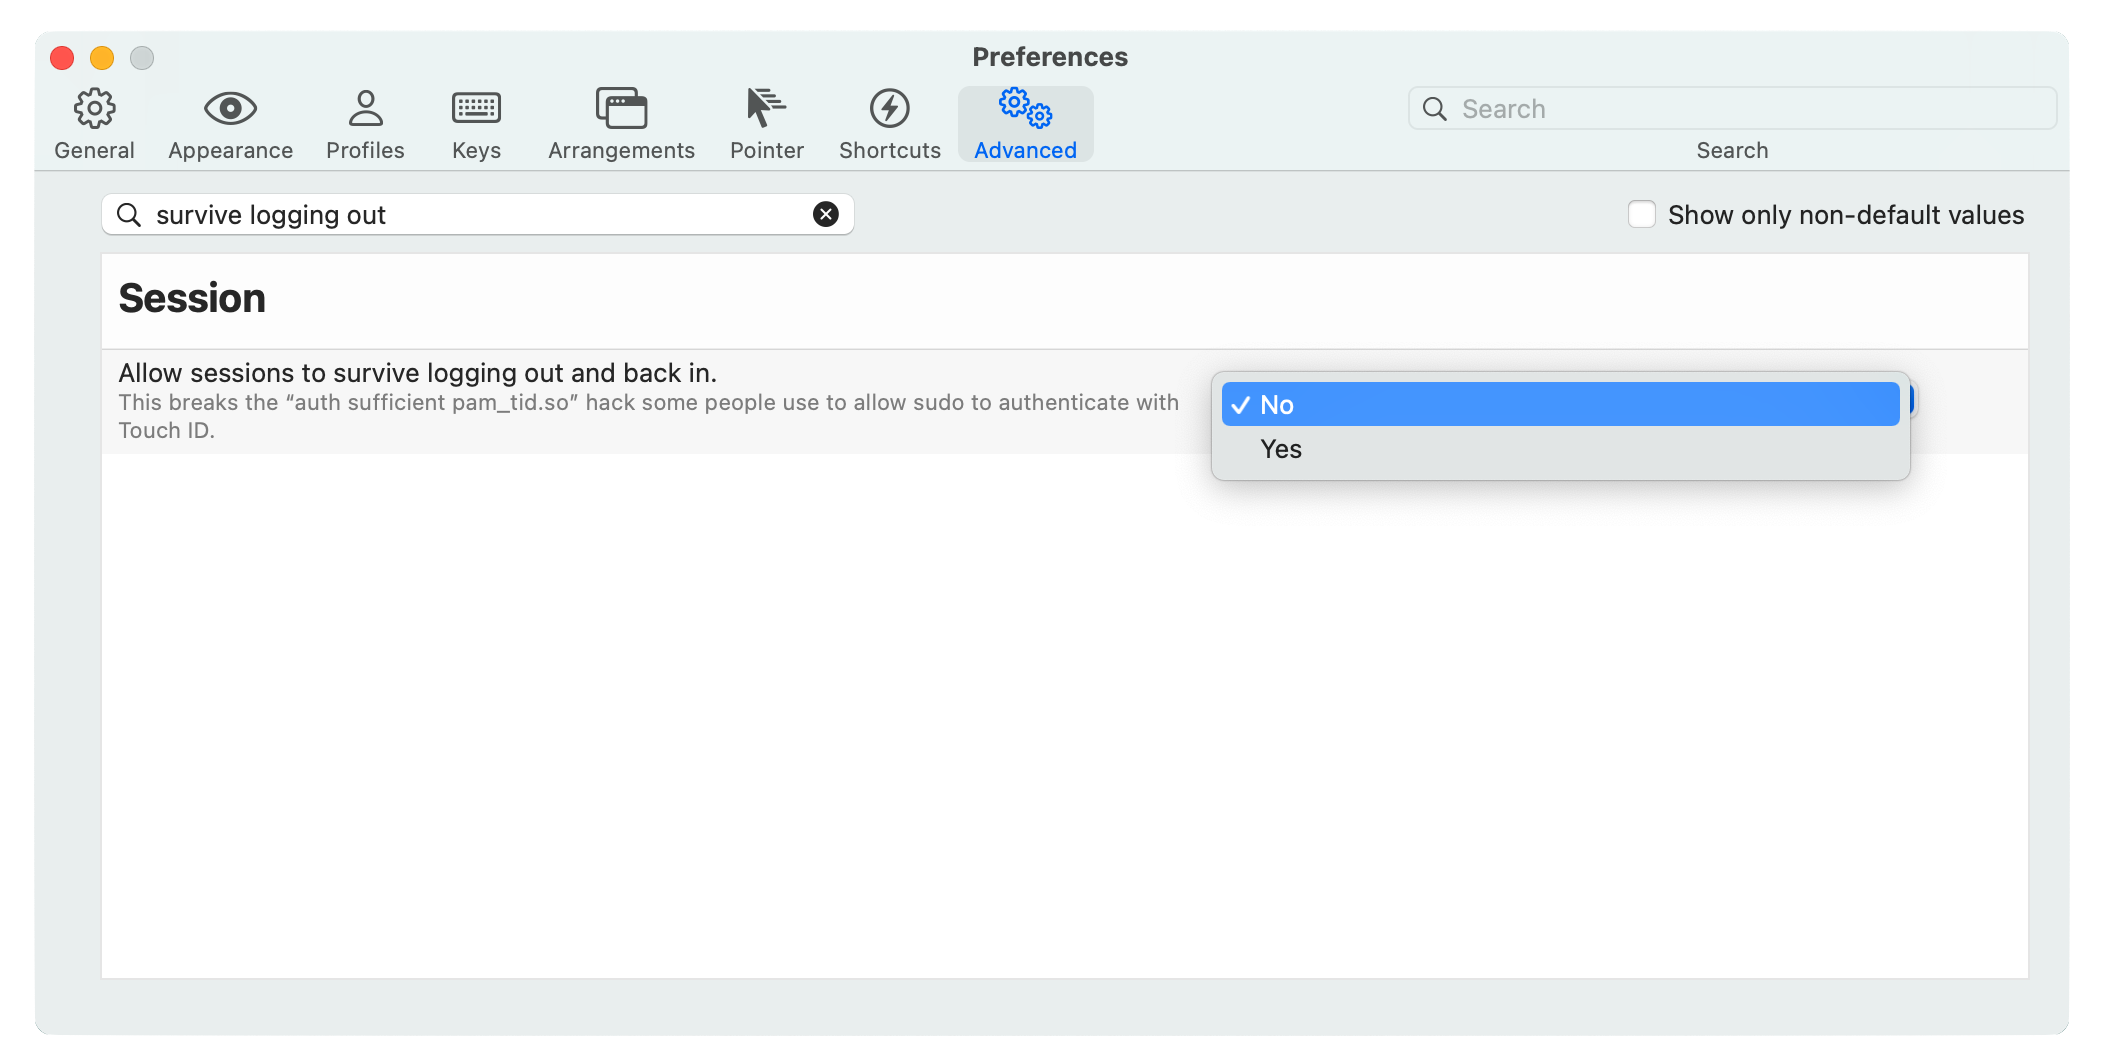 Preferences
General Appearance Profiles Keys Arrangements Pointer Shortcuts Advanced
Search
Search
survive logging out
Show only non-default values
Session
Allow sessions to survive logging out and back in.
This breaks the “auth sufficient pam_tid.so” hack some people use to allow sudo to authenticate with
Touch ID.
No
Yes